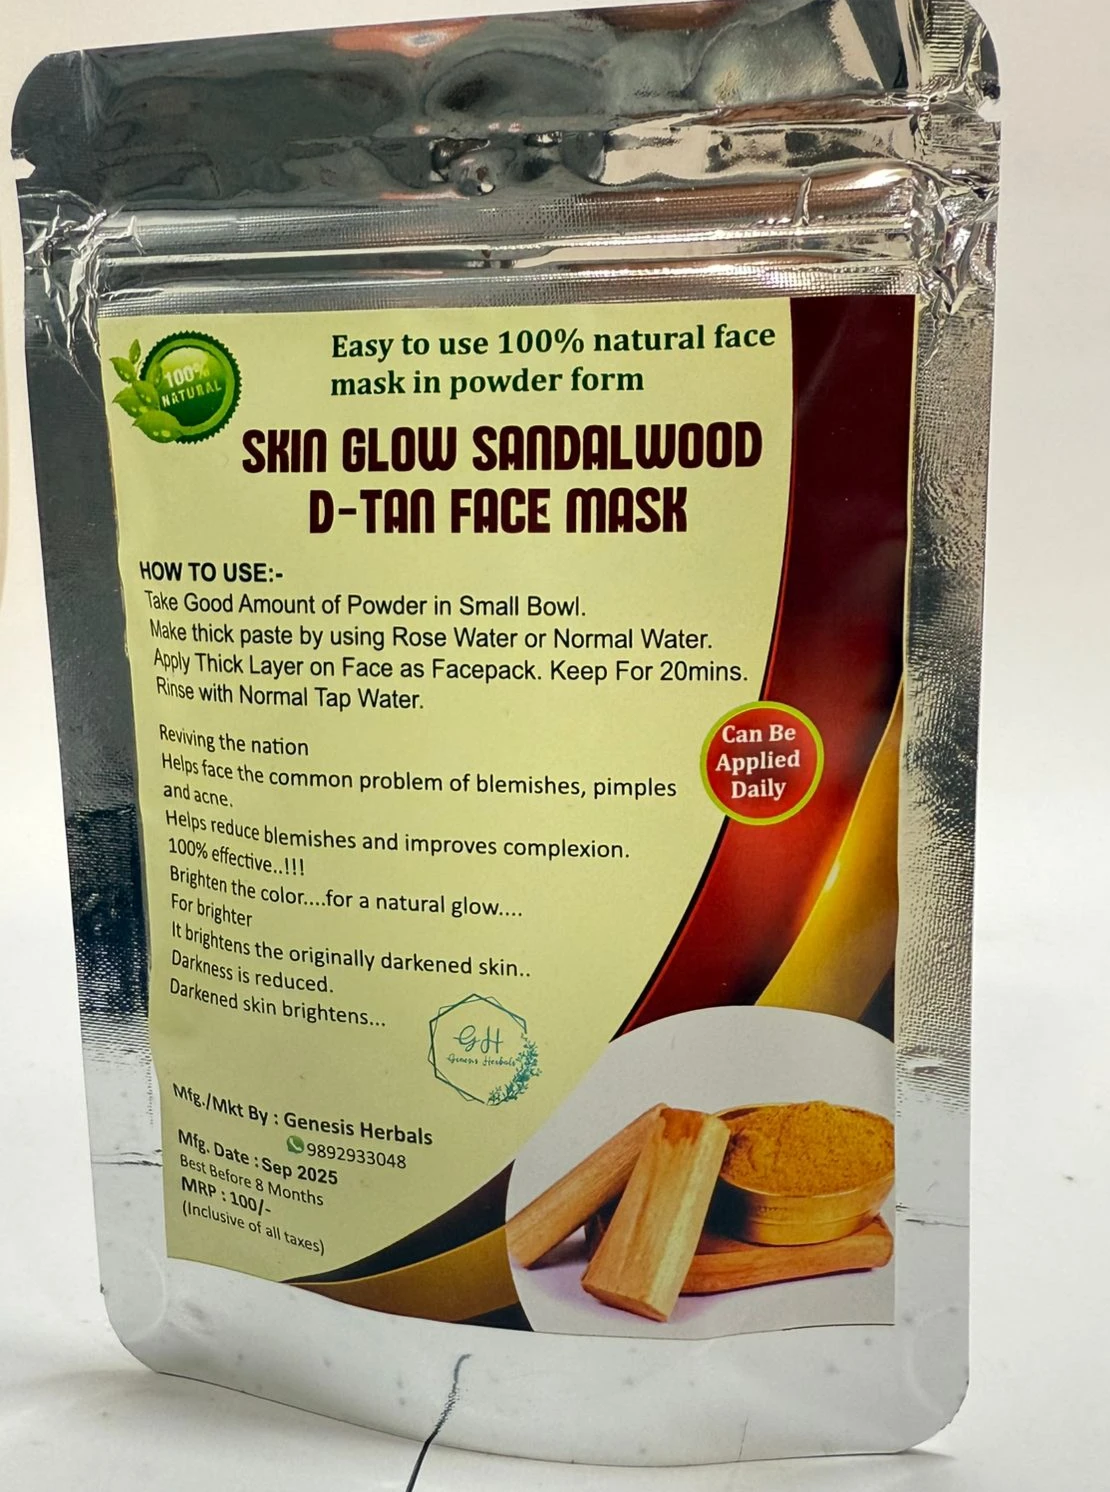 100%
NATURAL
Easy to use 100% natural face
mask in powder form
SKIN GLOW SANDALWOOD
D-TAN FACE MASK
HOW TO USE:-
Take Good Amount of Powder in Small Bowl.
Make thick paste by using Rose Water or Normal Water.
Apply Thick Layer on Face as Facepack. Keep For 20mins.
Rinse with Normal Tap Water.
Can Be
Applied
Daily
Reviving the nation
Helps face the common problem of blemishes, pimples
and acne.
Helps reduce blemishes and improves complexion.
100% effective..!!!
Brighten the color....for a natural glow....
For brighter
It brightens the originally darkened skin..
Darkness is reduced.
Darkened skin brightens...
GH
Genesis Herbals
Mfg./Mkt By : Genesis Herbals
9892933048
Mfg. Date : Sep 2025
Best Before 8 Months
MRP : 100/-
(Inclusive of all taxes)